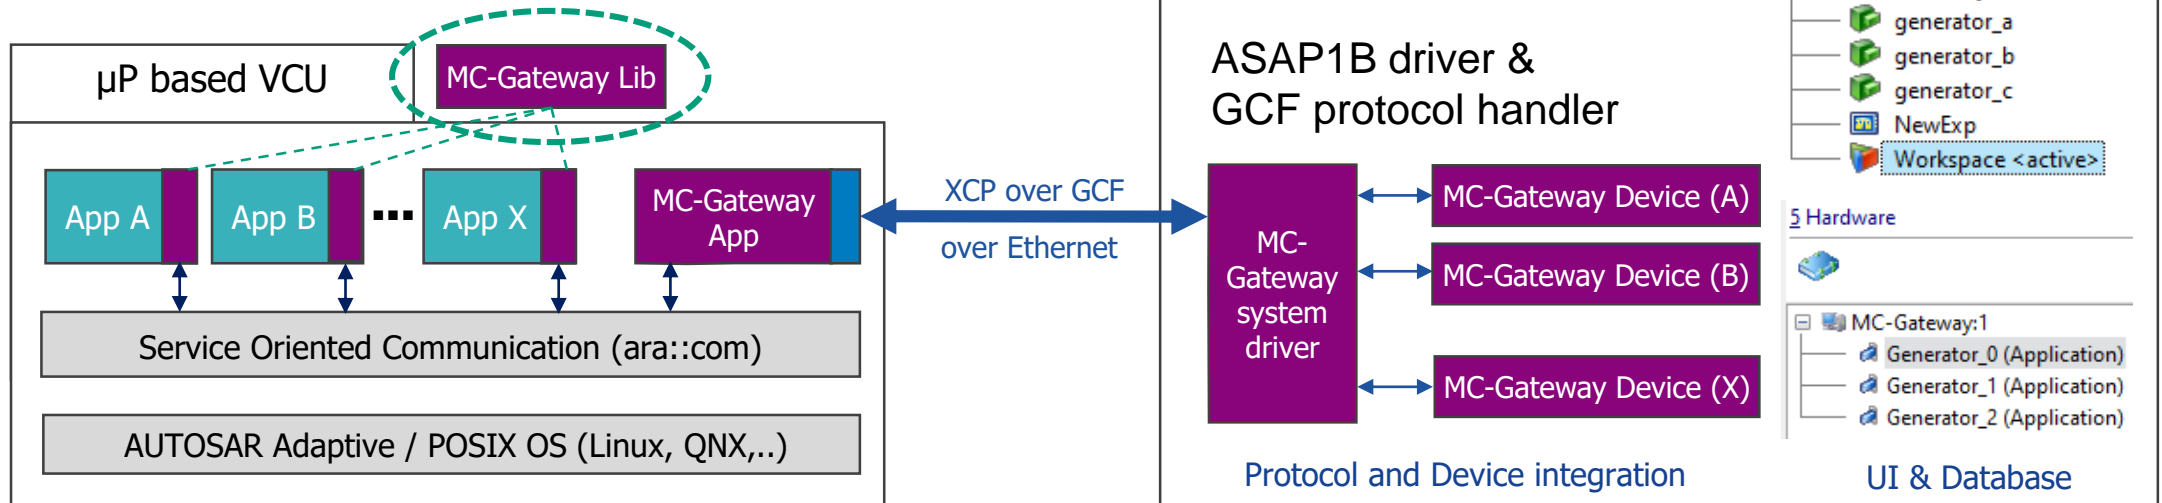 µP based VCU
MC-Gateway Lib
App A
App B
...
App X
MC-Gateway
App
Service Oriented Communication (ara::com)
AUTOSAR Adaptive / POSIX OS (Linux, QNX,..)
XCP over GCF
over Ethernet
ASAP1B driver &
GCF protocol handler
MC-
Gateway
system
driver
MC-Gateway Device (A)
MC-Gateway Device (B)
MC-Gateway Device (X)
Protocol and Device integration
generator_a
generator_b
generator_c
NewExp
Workspace <active>
5 Hardware
MC-Gateway:1
Generator_0 (Application)
Generator_1 (Application)
Generator_2 (Application)
UI & Database